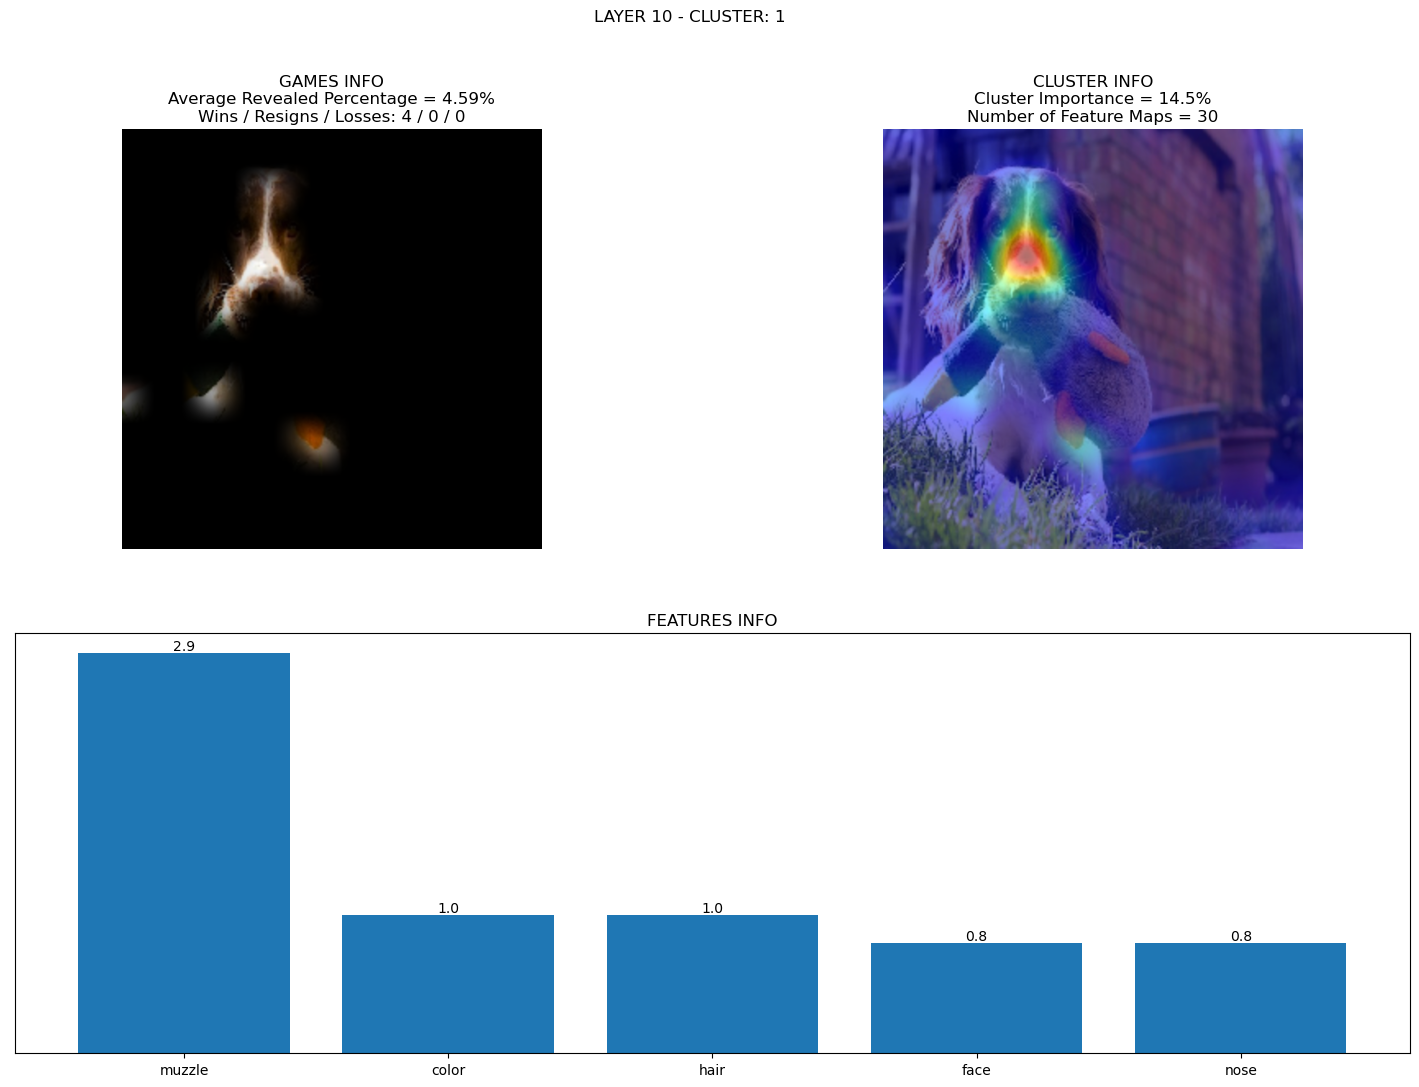 LAYER 10 - CLUSTER: 1
GAMES INFO
Average Revealed Percentage = 4.59%
Wins / Resigns / Losses: 4 / 0 / 0
CLUSTER INFO
Cluster Importance = 14.5%
Number of Feature Maps = 30
FEATURES INFO
2.9
1.0
1.0
0.8
0.8
muzzle
color
hair
face
nose